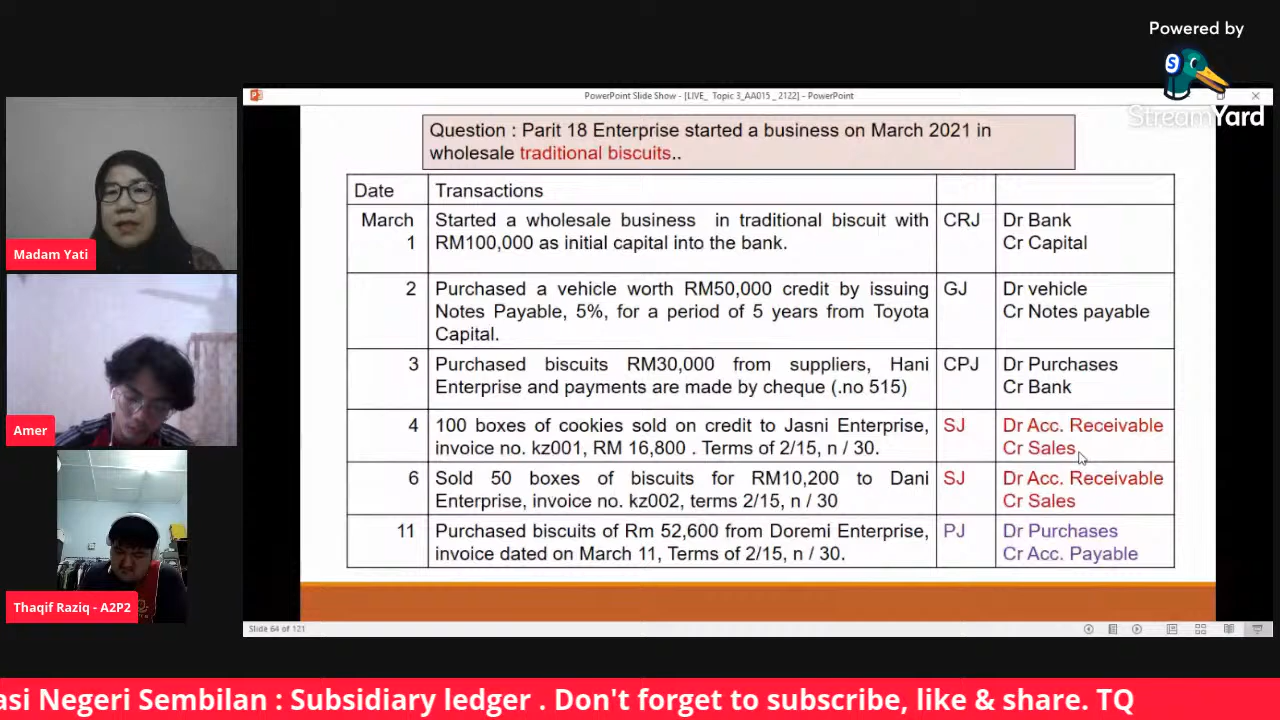 Powered by
S
StreamYard
PowerPoint Slide Show - [LIVE_ Topic 3_AA015 _ 2122] - PowerPoint
Question : Parit 18 Enterprise started a business on March 2021 in
wholesale traditional biscuits..
Date Transactions
March Started a wholesale business in traditional biscuit with CRJ Dr Bank
1 RM100,000 as initial capital into the bank. Cr Capital
2 Purchased a vehicle worth RM50,000 credit by issuing GJ Dr vehicle
Notes Payable, 5%, for a period of 5 years from Toyota Cr Notes payable
Capital.
3 Purchased biscuits RM30,000 from suppliers, Hani CPJ Dr Purchases
Enterprise and payments are made by cheque (.no 515) Cr Bank
4 100 boxes of cookies sold on credit to Jasni Enterprise, SJ Dr Acc. Receivable
invoice no. kz001, RM 16,800 . Terms of 2/15, n / 30. Cr Sales
6 Sold 50 boxes of biscuits for RM10,200 to Dani SJ Dr Acc. Receivable
Enterprise, invoice no. kz002, terms 2/15, n / 30 Cr Sales
11 Purchased biscuits of Rm 52,600 from Doremi Enterprise, PJ Dr Purchases
invoice dated on March 11, Terms of 2/15, n / 30. Cr Acc. Payable
Slide 64 of 121
Madam Yati
Amer
Thaqif Raziq - A2P2
asi Negeri Sembilan : Subsidiary ledger . Don't forget to subscribe, like & share. TQ